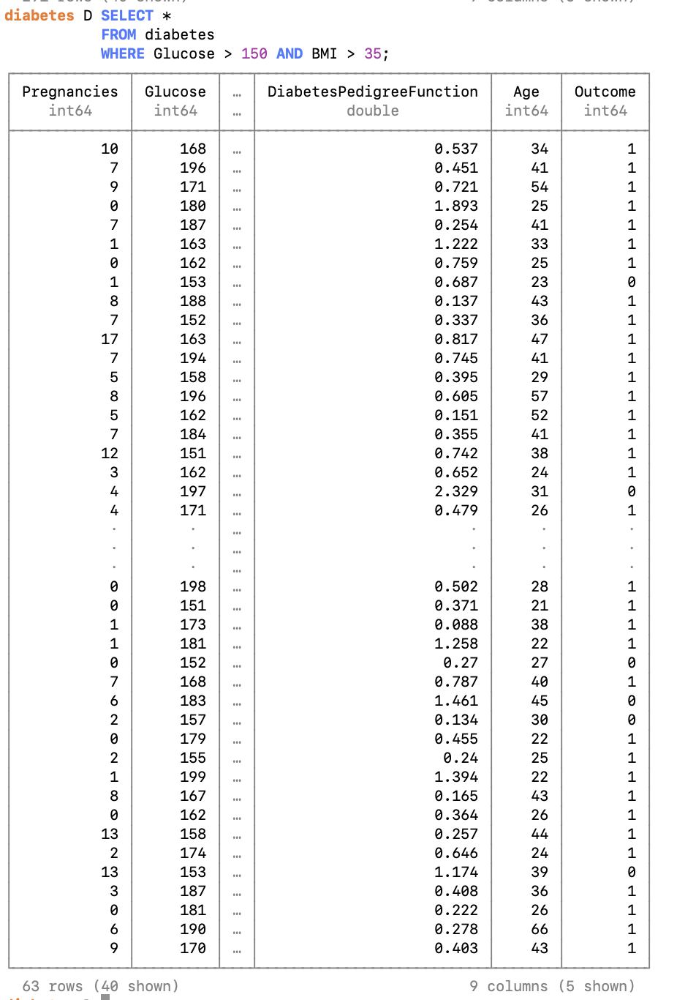 diabetes D SELECT *
FROM diabetes
WHERE Glucose > 150 AND BMI > 35;
Pregnancies Glucose … DiabetesPedigreeFunction Age Outcome
int64 int64 … double int64 int64
10 168 … 0.537 34 1
7 196 … 0.451 41 1
9 171 … 0.721 54 1
0 180 … 1.893 25 1
7 187 … 0.254 41 1
1 163 … 1.222 33 1
0 162 … 0.759 25 1
1 153 … 0.687 23 0
8 188 … 0.137 43 1
7 152 … 0.337 36 1
17 163 … 0.817 47 1
7 194 … 0.745 41 1
5 158 … 0.395 29 1
8 196 … 0.605 57 1
5 162 … 0.151 52 1
7 184 … 0.355 41 1
12 151 … 0.742 38 1
3 162 … 0.652 24 1
4 197 … 2.329 31 0
4 171 … 0.479 26 1
· · … · · ·
· · … · · ·
· · … · · ·
0 198 … 0.502 28 1
0 151 … 0.371 21 1
1 173 … 0.088 38 1
1 181 … 1.258 22 1
0 152 … 0.27 27 0
7 168 … 0.787 40 1
6 183 … 1.461 45 0
2 157 … 0.134 30 0
0 179 … 0.455 22 1
2 155 … 0.24 25 1
1 199 … 1.394 22 1
8 167 … 0.165 43 1
0 162 … 0.364 26 1
13 158 … 0.257 44 1
2 174 … 0.646 24 1
13 153 … 1.174 39 0
3 187 … 0.408 36 1
0 181 … 0.222 26 1
6 190 … 0.278 66 1
9 170 … 0.403 43 1
63 rows (40 shown) 9 columns (5 shown)